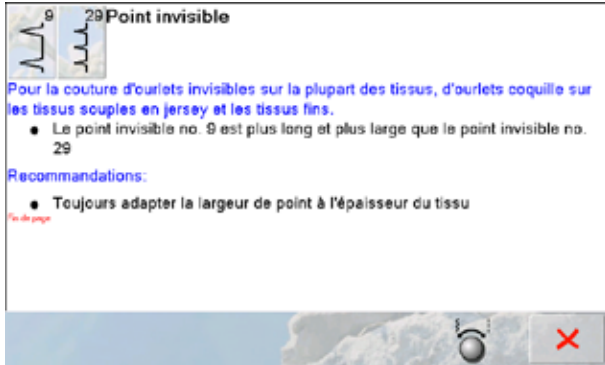 9 29 Point invisible
Pour la couture d'ourlets invisibles sur la plupart des tissus, d'ourlets coquille sur
les tissus souples en jersey et les tissus fins.
● Le point invisible no. 9 est plus long et plus large que le point invisible no.
29
Recommandations:
● Toujours adapter la largeur de point à l'épaisseur du tissu
Fin de page